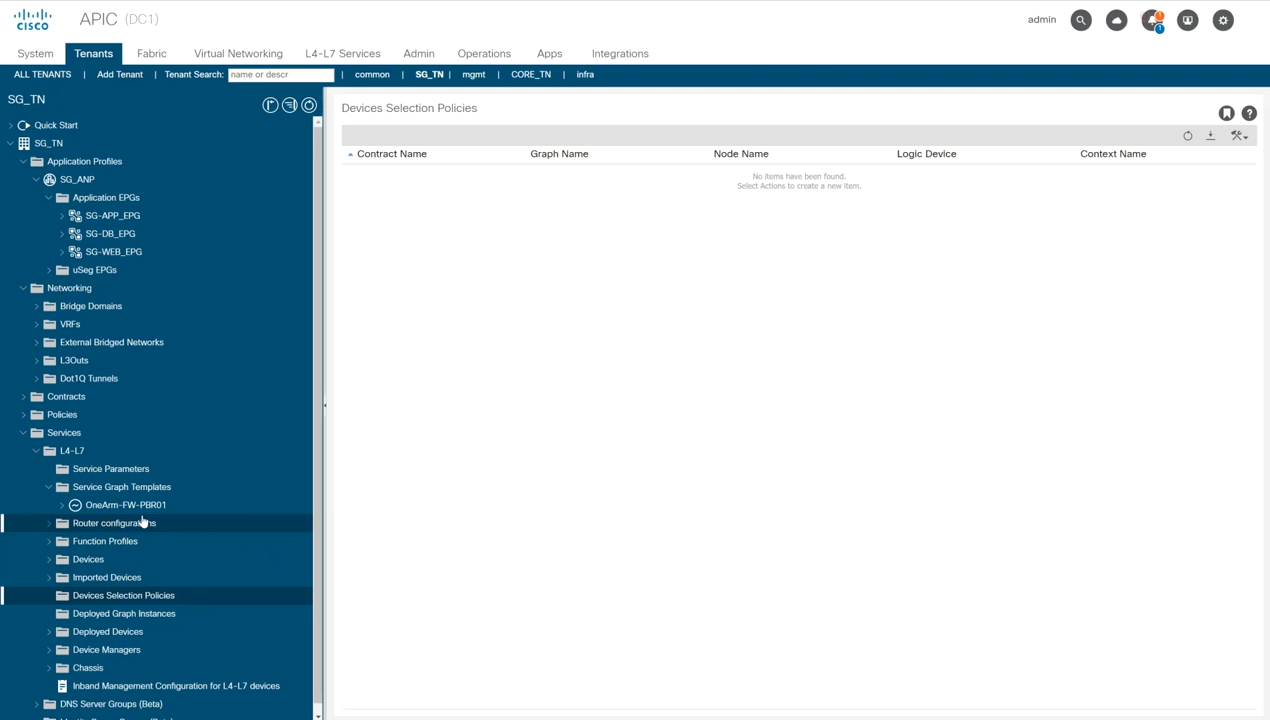 CISCO
APIC (DC1)
admin
1
1
System Tenants Fabric Virtual Networking L4-L7 Services Admin Operations Apps Integrations
ALL TENANTS | Add Tenant | Tenant Search: name or descr | common | SG_TN | mgmt | CORE_TN | infra
SG_TN
Quick Start
SG_TN
Application Profiles
SG_ANP
Application EPGs
SG-APP_EPG
SG-DB_EPG
SG-WEB_EPG
uSeg EPGs
Networking
Bridge Domains
VRFs
External Bridged Networks
L3Outs
Dot1Q Tunnels
Contracts
Policies
Services
L4-L7
Service Parameters
Service Graph Templates
OneArm-FW-PBR01
Router configurations
Function Profiles
Devices
Imported Devices
Devices Selection Policies
Deployed Graph Instances
Deployed Devices
Device Managers
Chassis
Inband Management Configuration for L4-L7 devices
DNS Server Groups (Beta)
Devices Selection Policies
Contract Name Graph Name Node Name Logic Device Context Name
No items have been found.
Select Actions to create a new item.